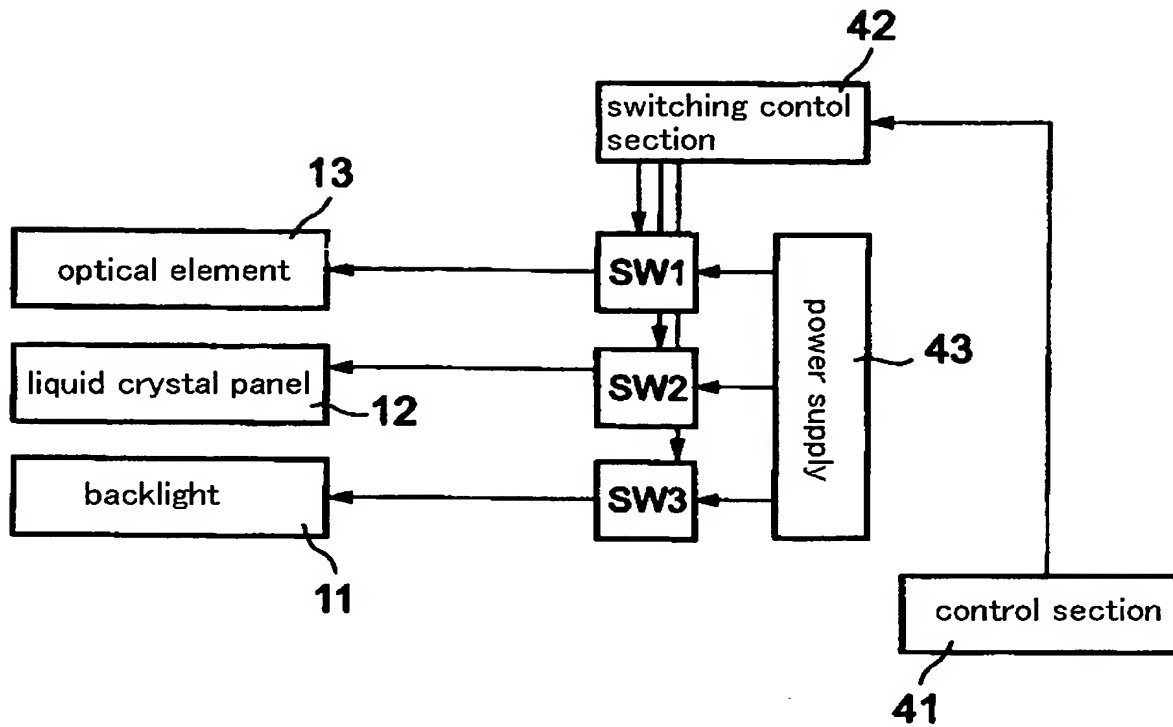 42
switching contol
section
13
optical element
SW1
power supply
43
liquid crystal panel
12
SW2
backlight
SW3
11
control section
41